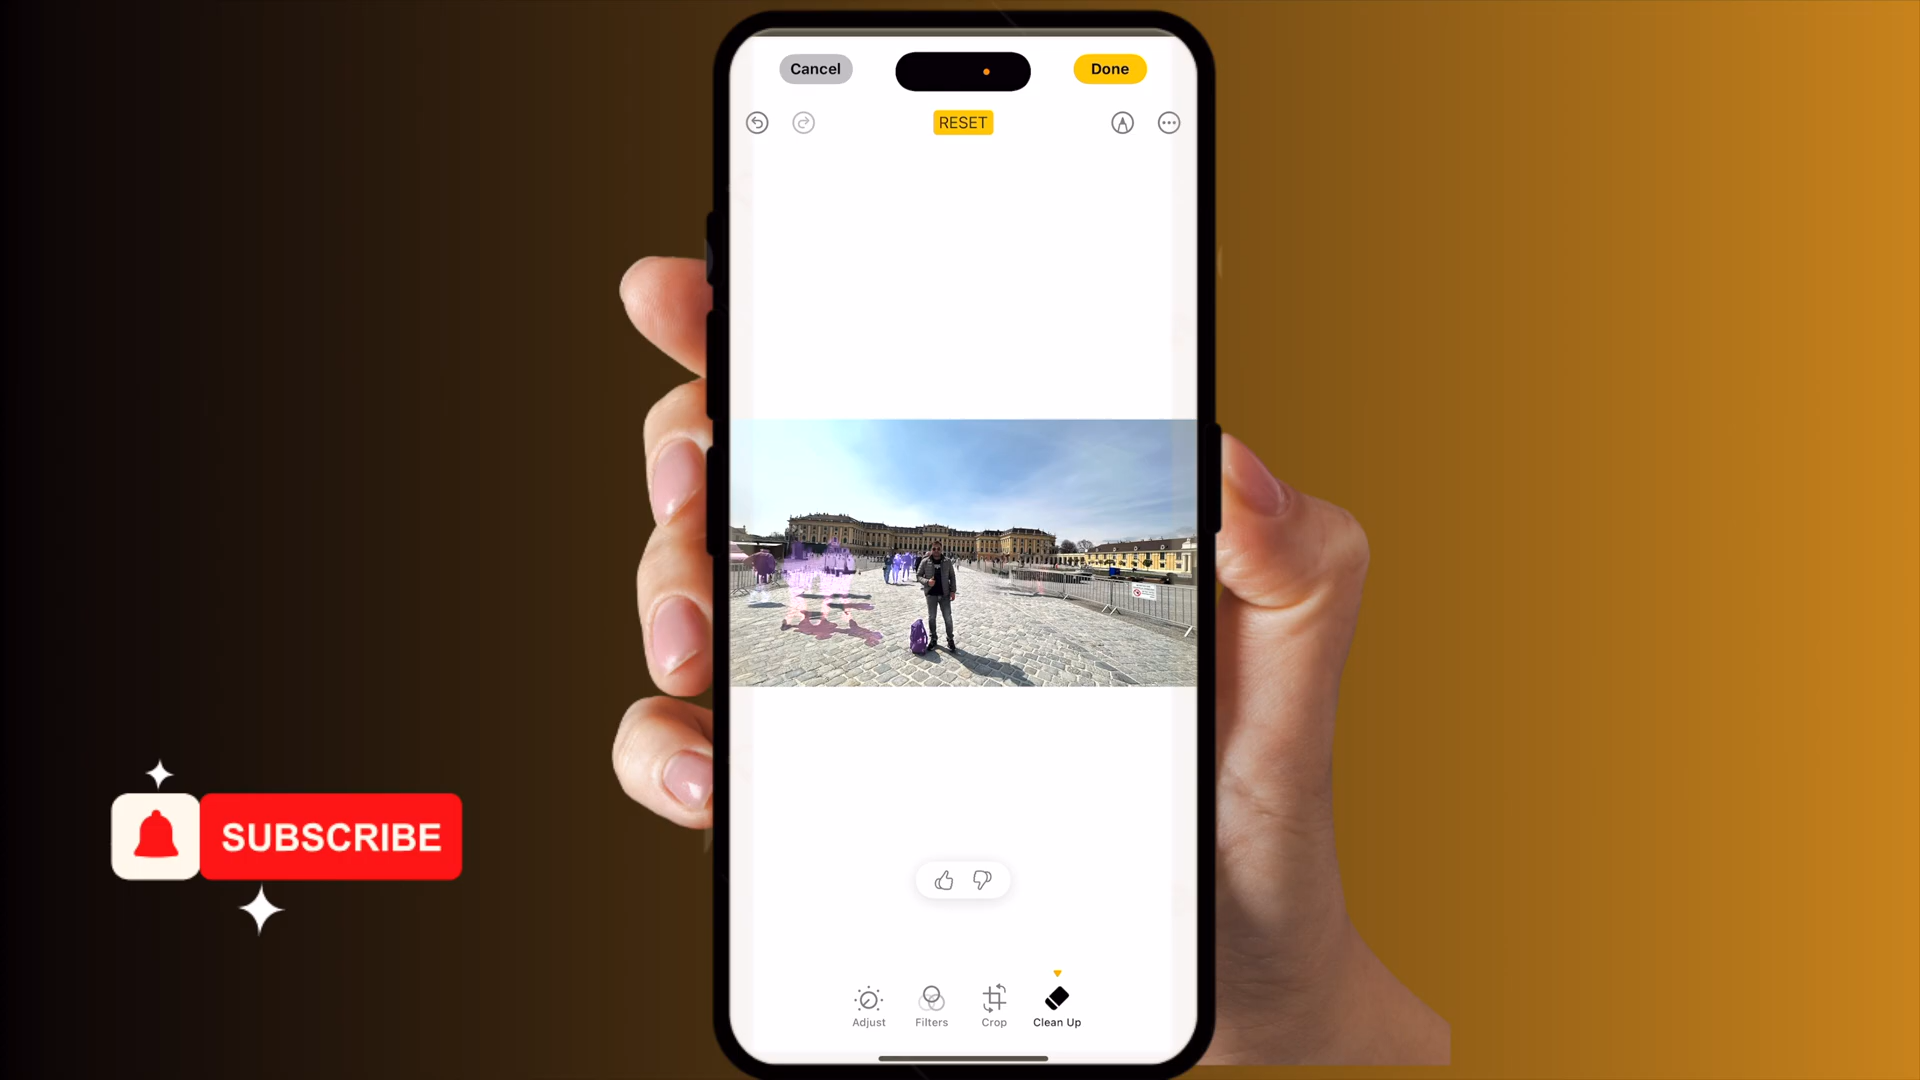 Cancel
Done
RESET
SUBSCRIBE
Adjust
Filters
Crop
Clean Up